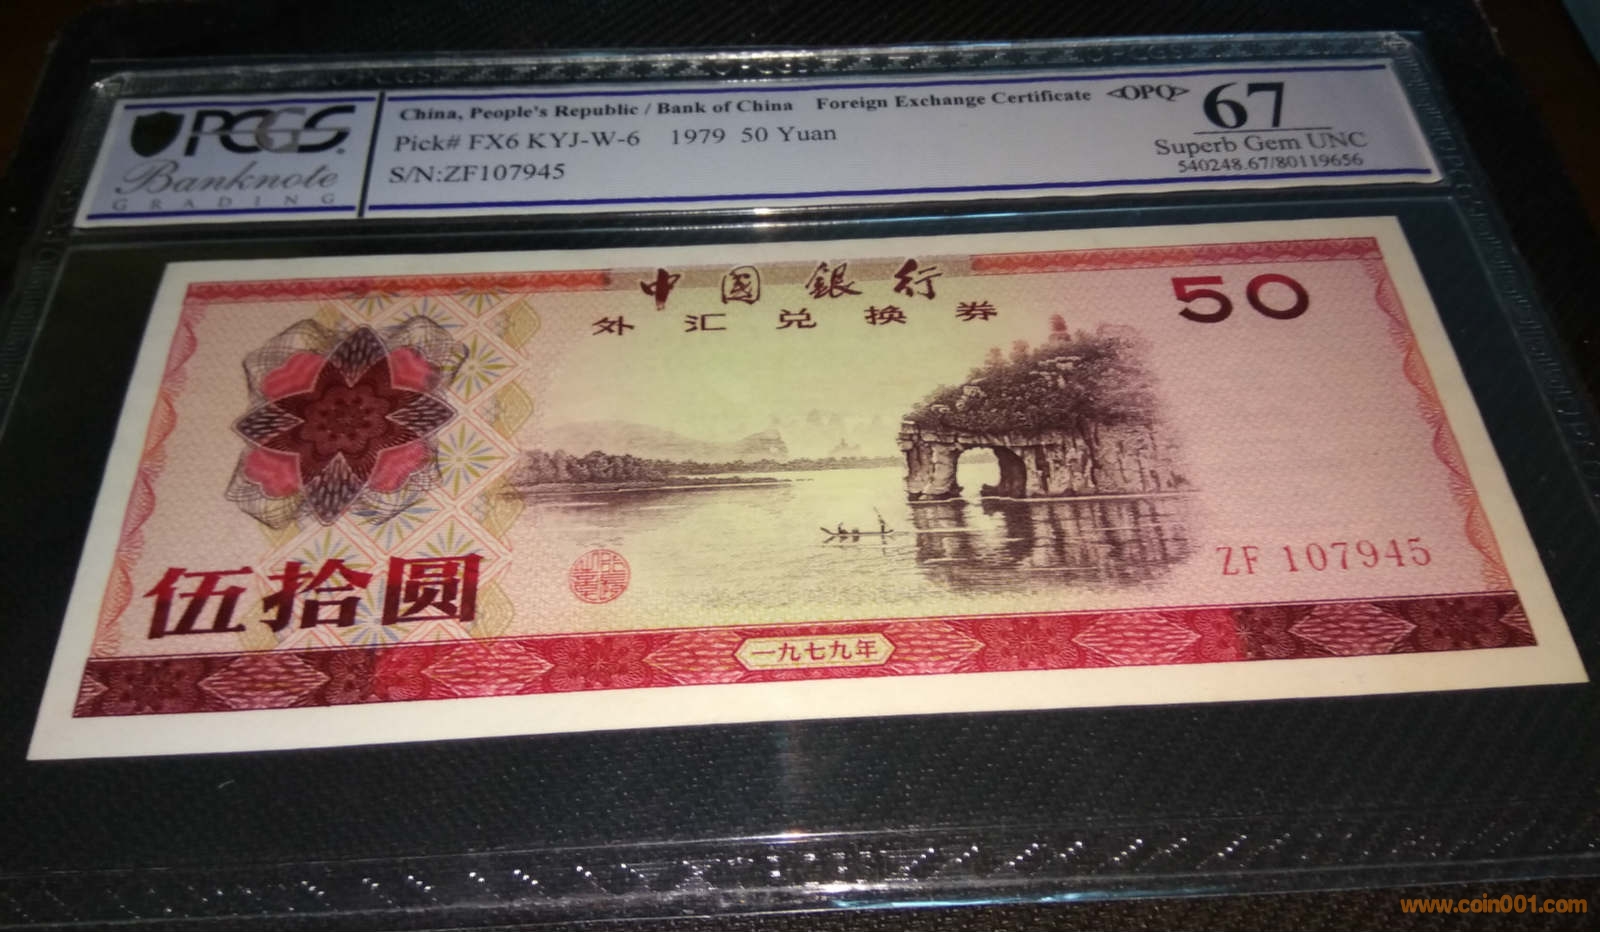 PCGS
Banknote
GRADING
China, People's Republic / Bank of China Foreign Exchange Certificate <OPQ>
Pick# FX6 KYJ-W-6 1979 50 Yuan
S/N:ZF107945
67
Superb Gem UNC
540248.67/80119656
中国銀行
外汇兑换券
50
ZF 107945
伍拾圆
一九七九年
www.coin001.com